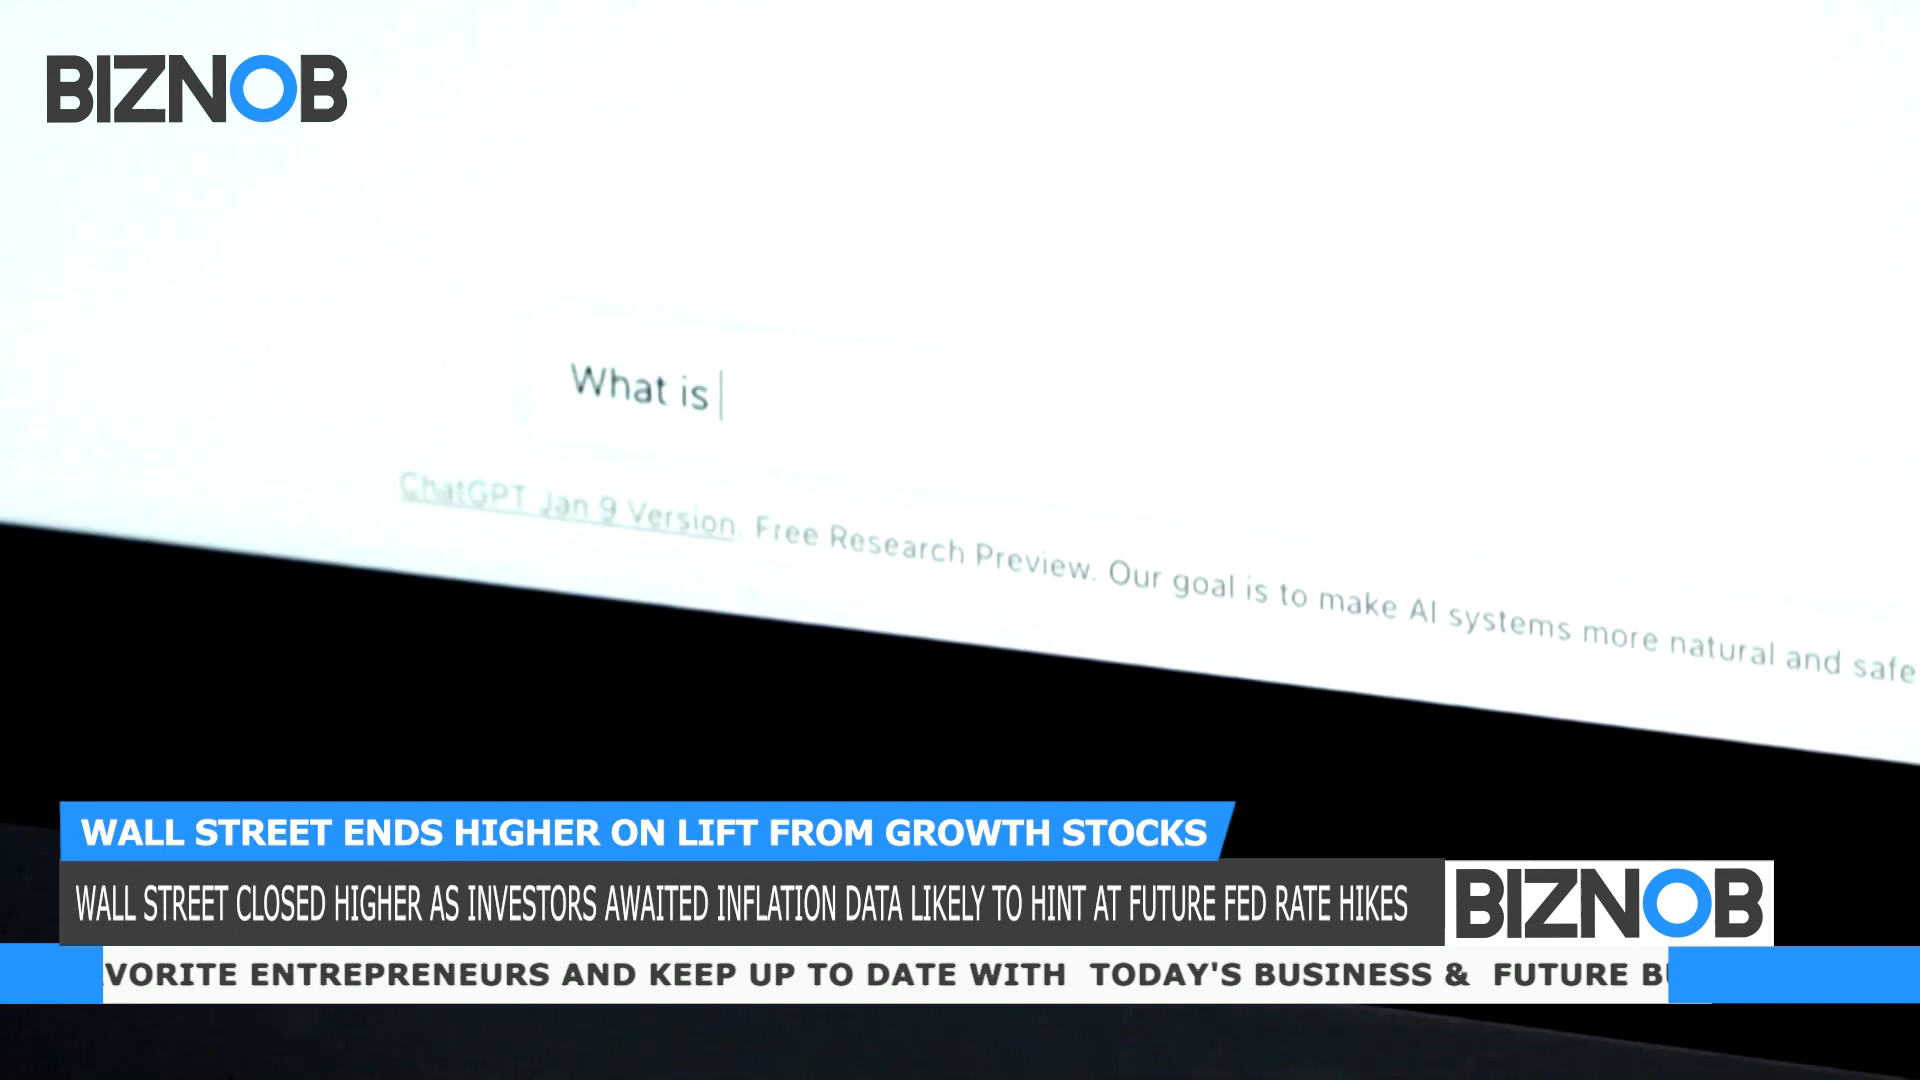 BIZNOB
What is
ChatGPT Jan 9 Version. Free Research Preview. Our goal is to make AI systems more natural and safe
WALL STREET ENDS HIGHER ON LIFT FROM GROWTH STOCKS
WALL STREET CLOSED HIGHER AS INVESTORS AWAITED INFLATION DATA LIKELY TO HINT AT FUTURE FED RATE HIKES
BIZNOB
VORITE ENTREPRENEURS AND KEEP UP TO DATE WITH TODAY'S BUSINESS & FUTURE B